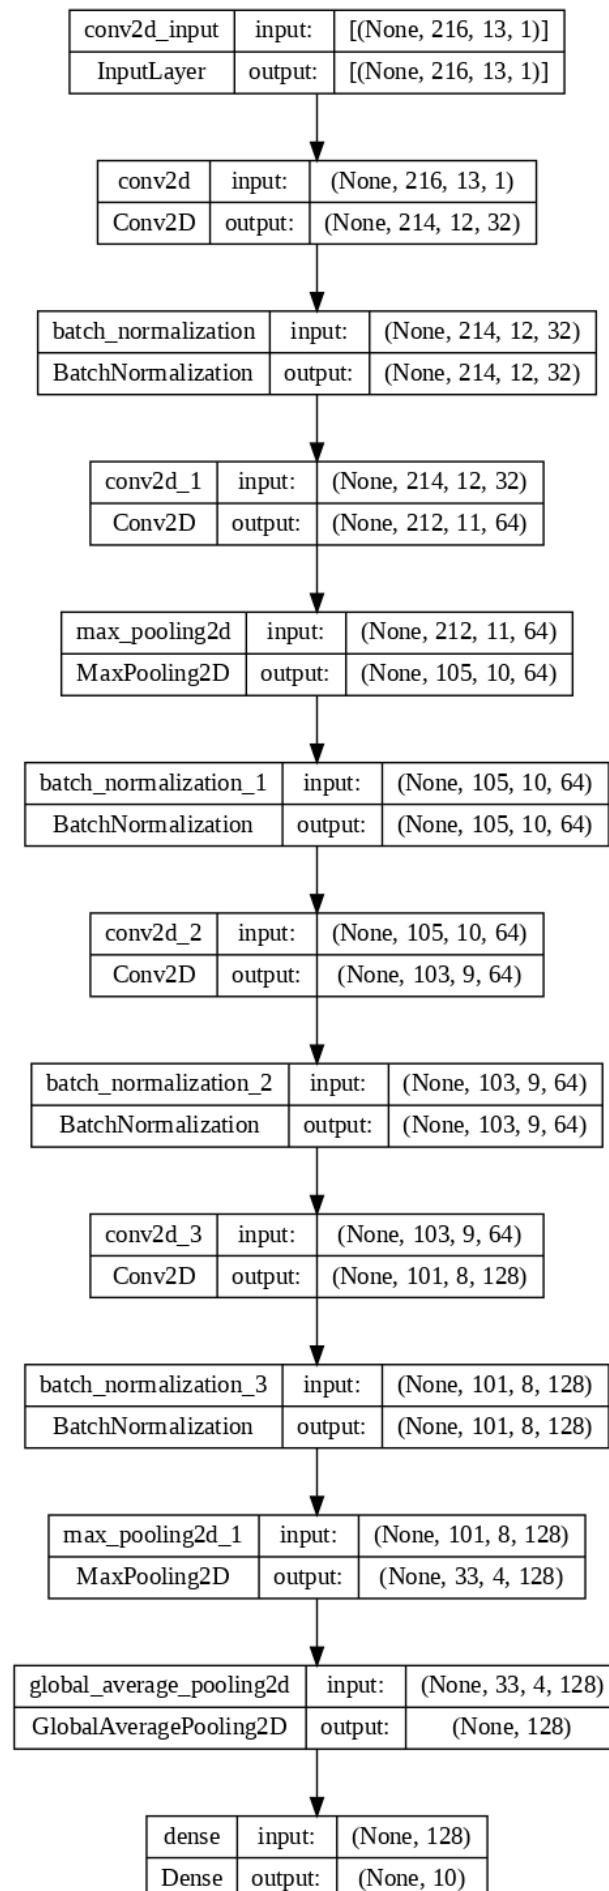 conv2d_input input: [(None, 216, 13, 1)]
InputLayer output: [(None, 216, 13, 1)]
conv2d input: (None, 216, 13, 1)
Conv2D output: (None, 214, 12, 32)
batch_normalization input: (None, 214, 12, 32)
BatchNormalization output: (None, 214, 12, 32)
conv2d_1 input: (None, 214, 12, 32)
Conv2D output: (None, 212, 11, 64)
max_pooling2d input: (None, 212, 11, 64)
MaxPooling2D output: (None, 105, 10, 64)
batch_normalization_1 input: (None, 105, 10, 64)
BatchNormalization output: (None, 105, 10, 64)
conv2d_2 input: (None, 105, 10, 64)
Conv2D output: (None, 103, 9, 64)
batch_normalization_2 input: (None, 103, 9, 64)
BatchNormalization output: (None, 103, 9, 64)
conv2d_3 input: (None, 103, 9, 64)
Conv2D output: (None, 101, 8, 128)
batch_normalization_3 input: (None, 101, 8, 128)
BatchNormalization output: (None, 101, 8, 128)
max_pooling2d_1 input: (None, 101, 8, 128)
MaxPooling2D output: (None, 33, 4, 128)
global_average_pooling2d input: (None, 33, 4, 128)
GlobalAveragePooling2D output: (None, 128)
dense input: (None, 128)
Dense output: (None, 10)